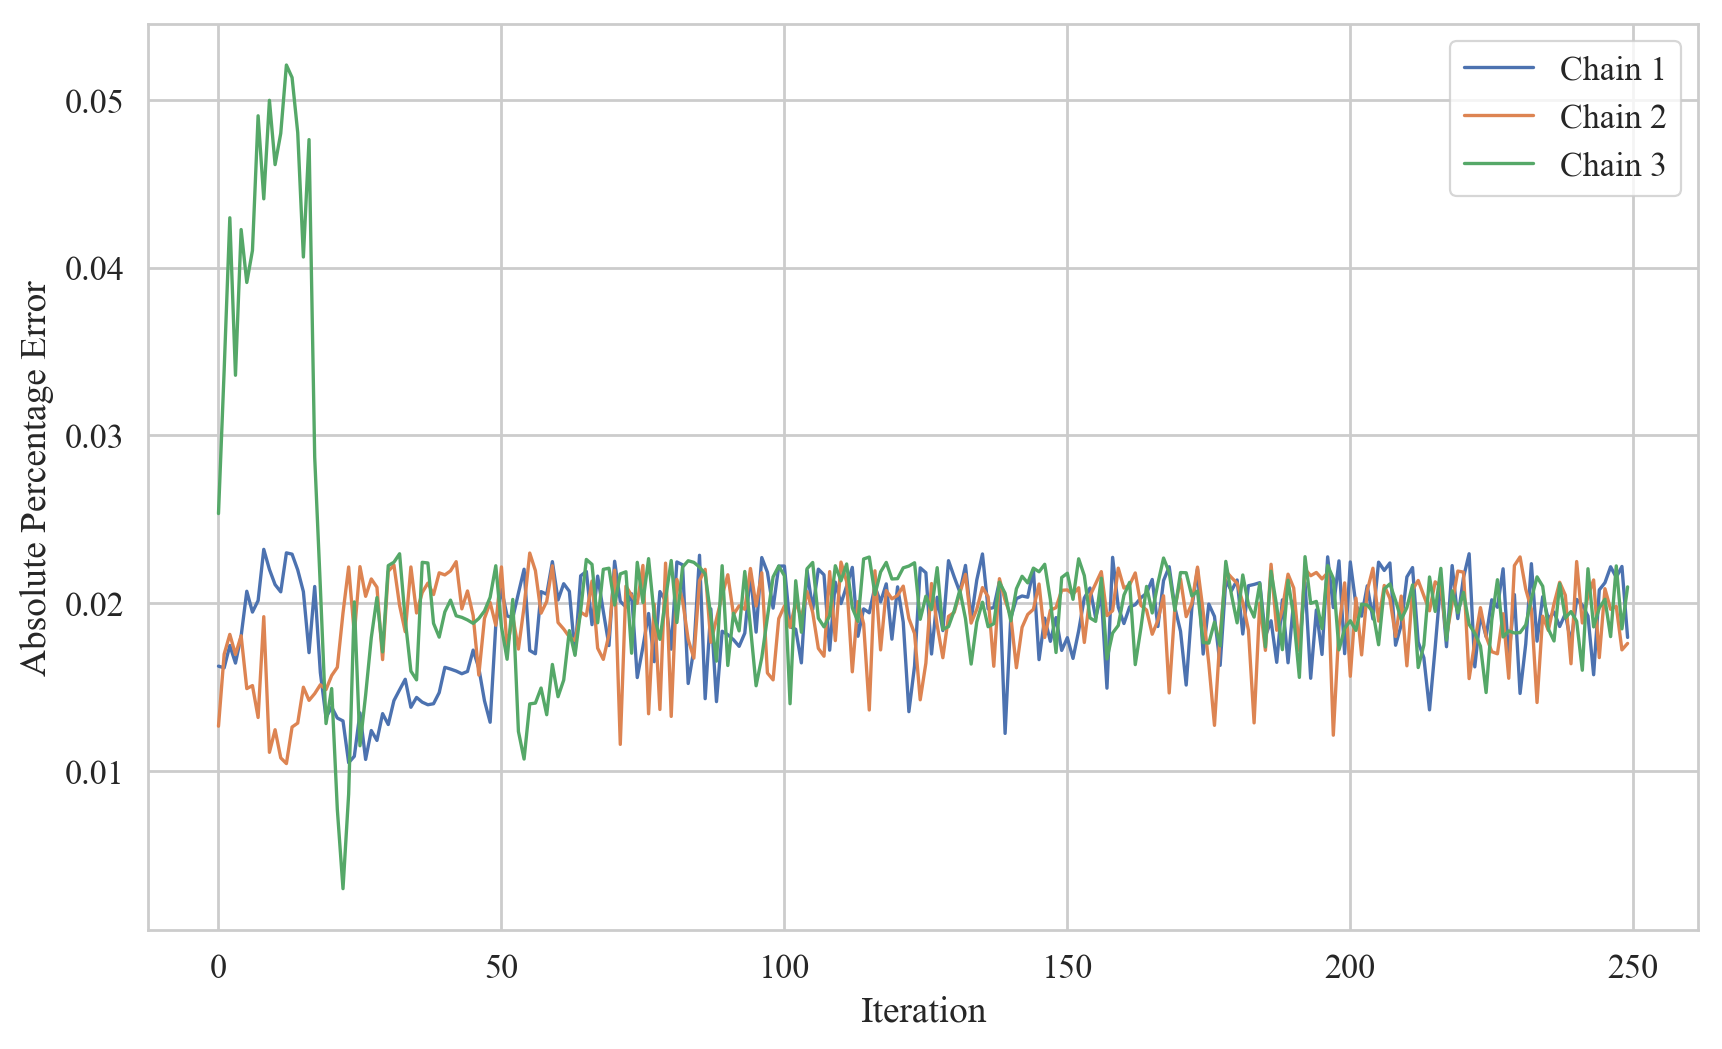 Chain 1
Chain 2
Chain 3
Absolute Percentage Error
0.05
0.04
0.03
0.02
0.01
0 50 100 150 200 250
Iteration